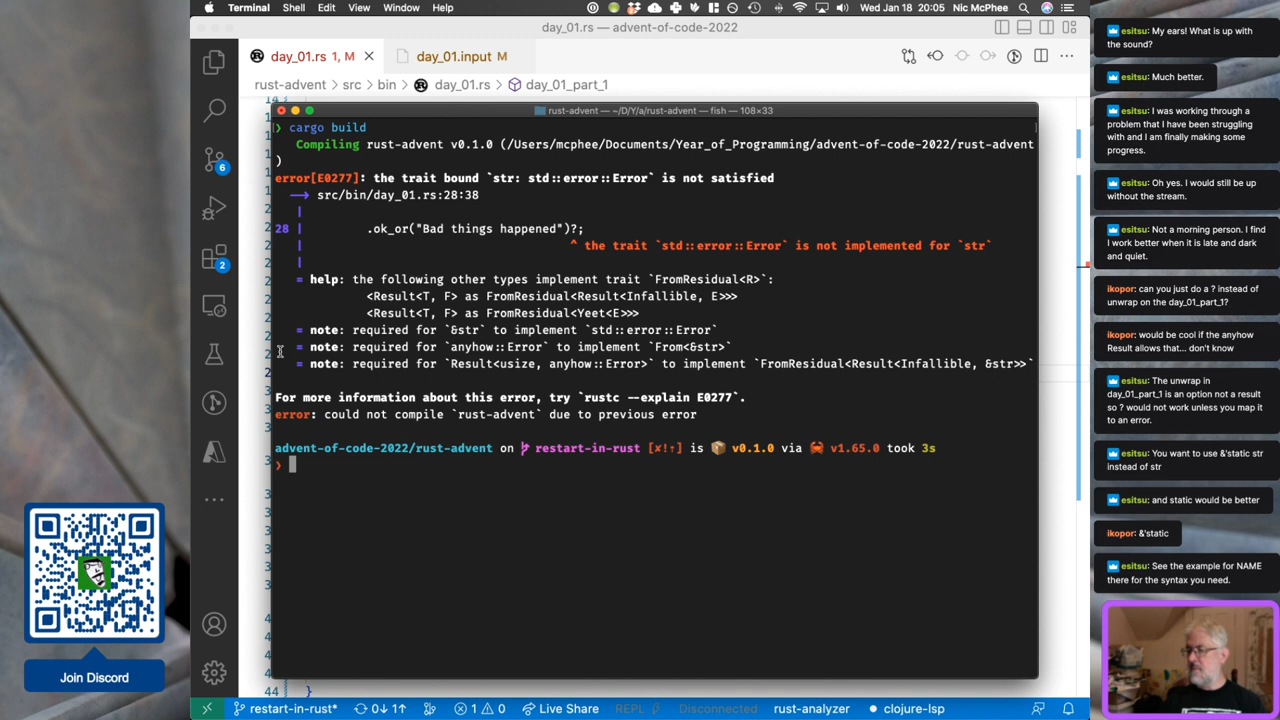 Terminal Shell Edit View Window Help
Wed Jan 18 20:05 Nic McPhee
day_01.rs — advent-of-code-2022
day_01.rs 1, M
day_01.input M
rust-advent > src > bin > day_01.rs > day_01_part_1
rust-advent — ~/D/Y/a/rust-advent — fish — 108×33
❯ cargo build
Compiling rust-advent v0.1.0 (/Users/mcphee/Documents/Year_of_Programming/advent-of-code-2022/rust-advent
)
error[E0277]: the trait bound `str: std::error::Error` is not satisfied
--> src/bin/day_01.rs:28:38
|
28 | .ok_or("Bad things happened")?;
| ^ the trait `std::error::Error` is not implemented for `str`
|
= help: the following other types implement trait `FromResidual<R>`:
<Result<T, F> as FromResidual<Result<Infallible, E>>>
<Result<T, F> as FromResidual<Yeet<E>>>
= note: required for `&str` to implement `std::error::Error`
= note: required for `anyhow::Error` to implement `From<&str>`
= note: required for `Result<usize, anyhow::Error>` to implement `FromResidual<Result<Infallible, &str>>`
For more information about this error, try `rustc --explain E0277`.
error: could not compile `rust-advent` due to previous error
advent-of-code-2022/rust-advent on restart-in-rust [✘!⇡] is 📦 v0.1.0 via 🦀 v1.65.0 took 3s
❯
44 }
6
2
restart-in-rust* 0↓ 1↑ 1 0 Live Share REPL Disconnected rust-analyzer clojure-lsp
Join Discord
esitsu: My ears! What is up with
the sound?
esitsu: Much better.
esitsu: I was working through a
problem that I have been struggling
with and I am finally making some
progress.
esitsu: Oh yes. I would still be up
without the stream.
esitsu: Not a morning person. I find
I work better when it is late and dark
and quiet.
ikopor: can you just do a ? instead of
unwrap on the day_01_part_1?
ikopor: would be cool if the anyhow
Result allows that... don't know
esitsu: The unwrap in
day_01_part_1 is an option not a result
so ? would not work unless you map it
to an error.
esitsu: You want to use &'static str
instead of str
esitsu: and static would be better
ikopor: &'static
esitsu: See the example for NAME
there for the syntax you need.